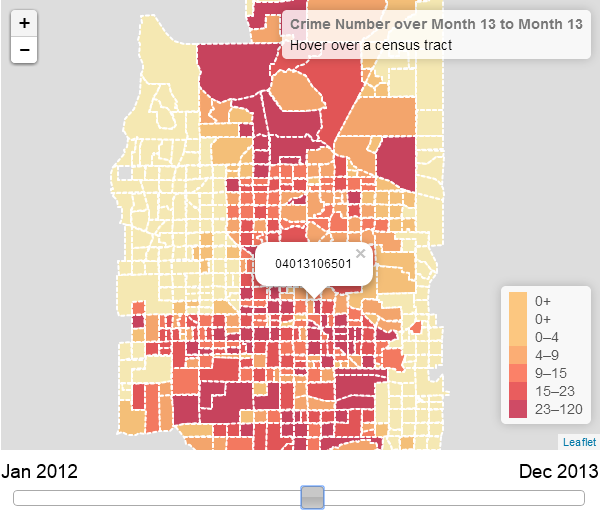 +
−
Crime Number over Month 13 to Month 13
Hover over a census tract
×
04013106501
0+
0+
0–4
4–9
9–15
15–23
23–120
Leaflet
Jan 2012
Dec 2013